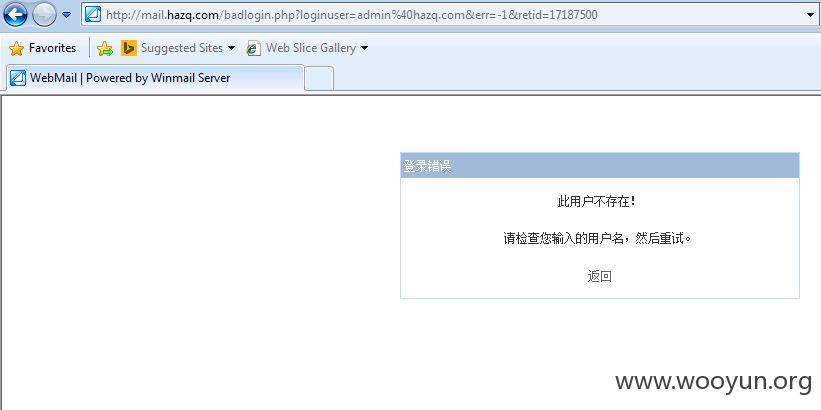 http://mail.hazq.com/badlogin.php?loginuser=admin%40hazq.com&err=-1&retid=17187500
Favorites Suggested Sites Web Slice Gallery
WebMail | Powered by Winmail Server
登录错误
此用户不存在!
请检查您输入的用户名，然后重试。
返回
www.wooyun.org